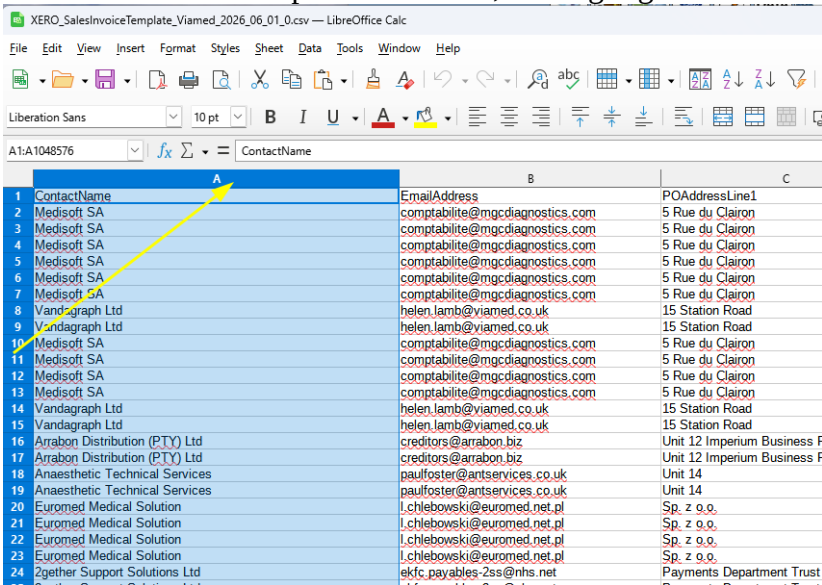 XERO_SalesInvoiceTemplate_Viamed_2026_06_01_0.csv — LibreOffice Calc
File Edit View Insert Format Styles Sheet Data Tools Window Help
Liberation Sans 10 pt B I U A
A1:A1048576 fx Σ = ContactName
A B C
1 ContactName EmailAddress POAddressLine1
2 Medisoft SA comptabilite@mgcdiagnostics.com 5 Rue du Clairon
3 Medisoft SA comptabilite@mgcdiagnostics.com 5 Rue du Clairon
4 Medisoft SA comptabilite@mgcdiagnostics.com 5 Rue du Clairon
5 Medisoft SA comptabilite@mgcdiagnostics.com 5 Rue du Clairon
6 Medisoft SA comptabilite@mgcdiagnostics.com 5 Rue du Clairon
7 Medisoft SA comptabilite@mgcdiagnostics.com 5 Rue du Clairon
8 Vandagraph Ltd helen.lamb@viamed.co.uk 15 Station Road
9 Vandagraph Ltd helen.lamb@viamed.co.uk 15 Station Road
10 Medisoft SA comptabilite@mgcdiagnostics.com 5 Rue du Clairon
11 Medisoft SA comptabilite@mgcdiagnostics.com 5 Rue du Clairon
12 Medisoft SA comptabilite@mgcdiagnostics.com 5 Rue du Clairon
13 Medisoft SA comptabilite@mgcdiagnostics.com 5 Rue du Clairon
14 Vandagraph Ltd helen.lamb@viamed.co.uk 15 Station Road
15 Vandagraph Ltd helen.lamb@viamed.co.uk 15 Station Road
16 Arrabon Distribution (PTY) Ltd creditors@arrabon.biz Unit 12 Imperium Business
17 Arrabon Distribution (PTY) Ltd creditors@arrabon.biz Unit 12 Imperium Business
18 Anaesthetic Technical Services paulfoster@antservices.co.uk Unit 14
19 Anaesthetic Technical Services paulfoster@antservices.co.uk Unit 14
20 Euromed Medical Solution l.chlebowski@euromed.net.pl Sp. z o.o.
21 Euromed Medical Solution l.chlebowski@euromed.net.pl Sp. z o.o.
22 Euromed Medical Solution l.chlebowski@euromed.net.pl Sp. z o.o.
23 Euromed Medical Solution l.chlebowski@euromed.net.pl Sp. z o.o.
24 2gether Support Solutions Ltd ekfc.payables-2ss@nhs.net Payments Department Trust